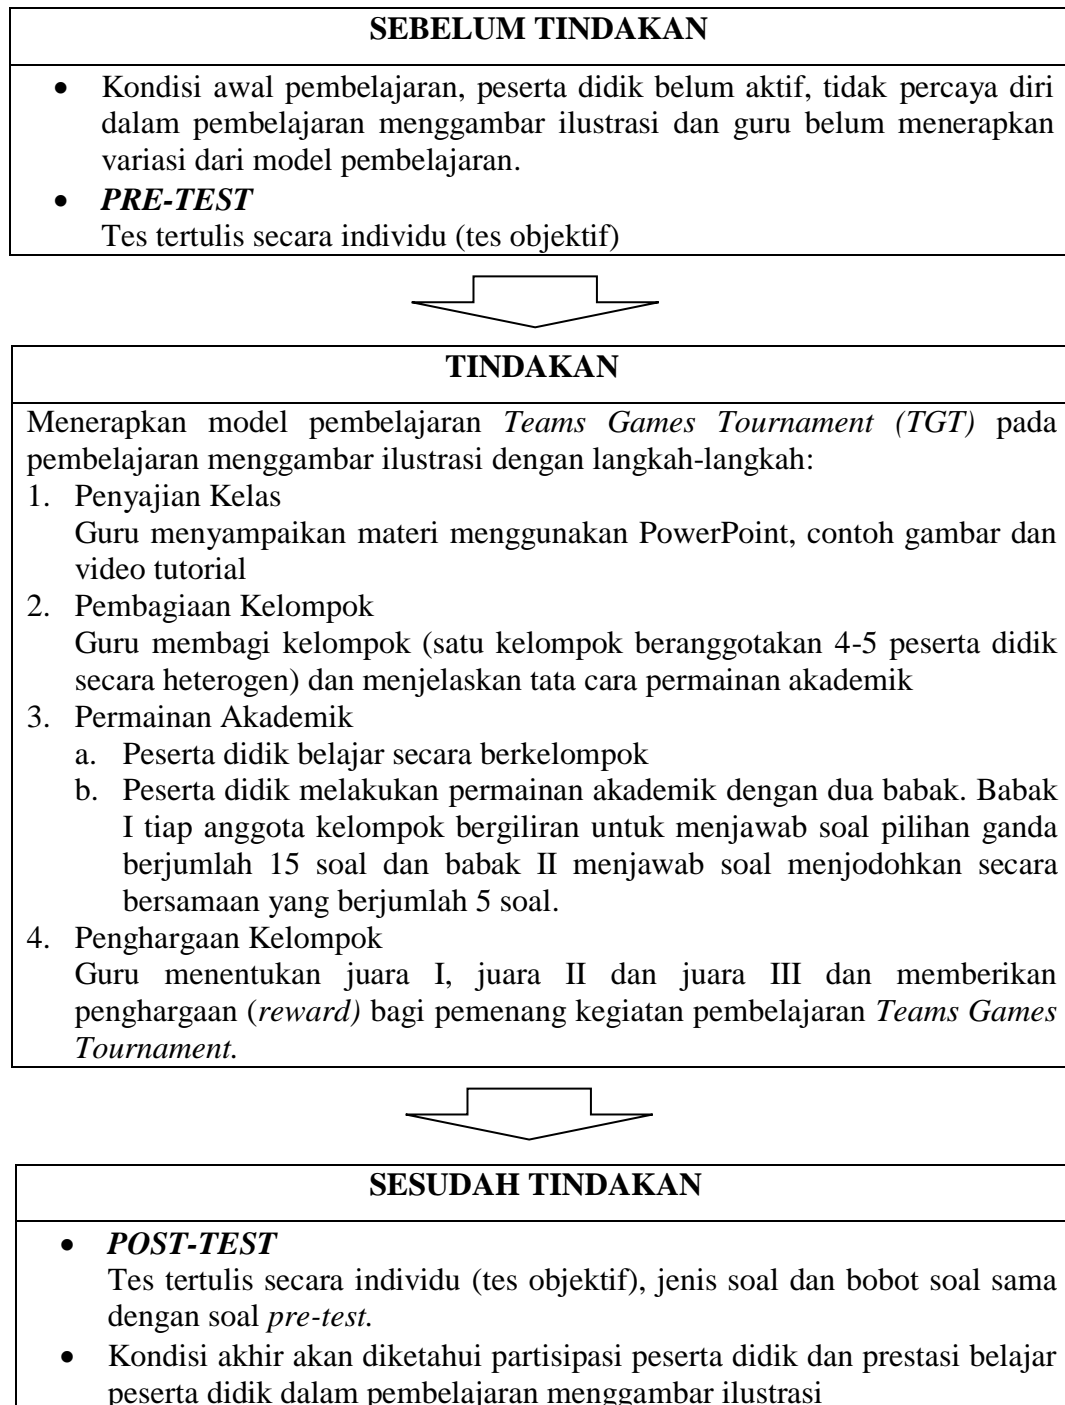 SEBELUM TINDAKAN
• Kondisi awal pembelajaran, peserta didik belum aktif, tidak percaya diri
dalam pembelajaran menggambar ilustrasi dan guru belum menerapkan
variasi dari model pembelajaran.
• PRE-TEST
Tes tertulis secara individu (tes objektif)
TINDAKAN
Menerapkan model pembelajaran Teams Games Tournament (TGT) pada
pembelajaran menggambar ilustrasi dengan langkah-langkah:
1. Penyajian Kelas
Guru menyampaikan materi menggunakan PowerPoint, contoh gambar dan
video tutorial
2. Pembagiaan Kelompok
Guru membagi kelompok (satu kelompok beranggotakan 4-5 peserta didik
secara heterogen) dan menjelaskan tata cara permainan akademik
3. Permainan Akademik
a. Peserta didik belajar secara berkelompok
b. Peserta didik melakukan permainan akademik dengan dua babak. Babak
I tiap anggota kelompok bergiliran untuk menjawab soal pilihan ganda
berjumlah 15 soal dan babak II menjawab soal menjodohkan secara
bersamaan yang berjumlah 5 soal.
4. Penghargaan Kelompok
Guru menentukan juara I, juara II dan juara III dan memberikan
penghargaan (reward) bagi pemenang kegiatan pembelajaran Teams Games
Tournament.
SESUDAH TINDAKAN
• POST-TEST
Tes tertulis secara individu (tes objektif), jenis soal dan bobot soal sama
dengan soal pre-test.
• Kondisi akhir akan diketahui partisipasi peserta didik dan prestasi belajar
peserta didik dalam pembelajaran menggambar ilustrasi